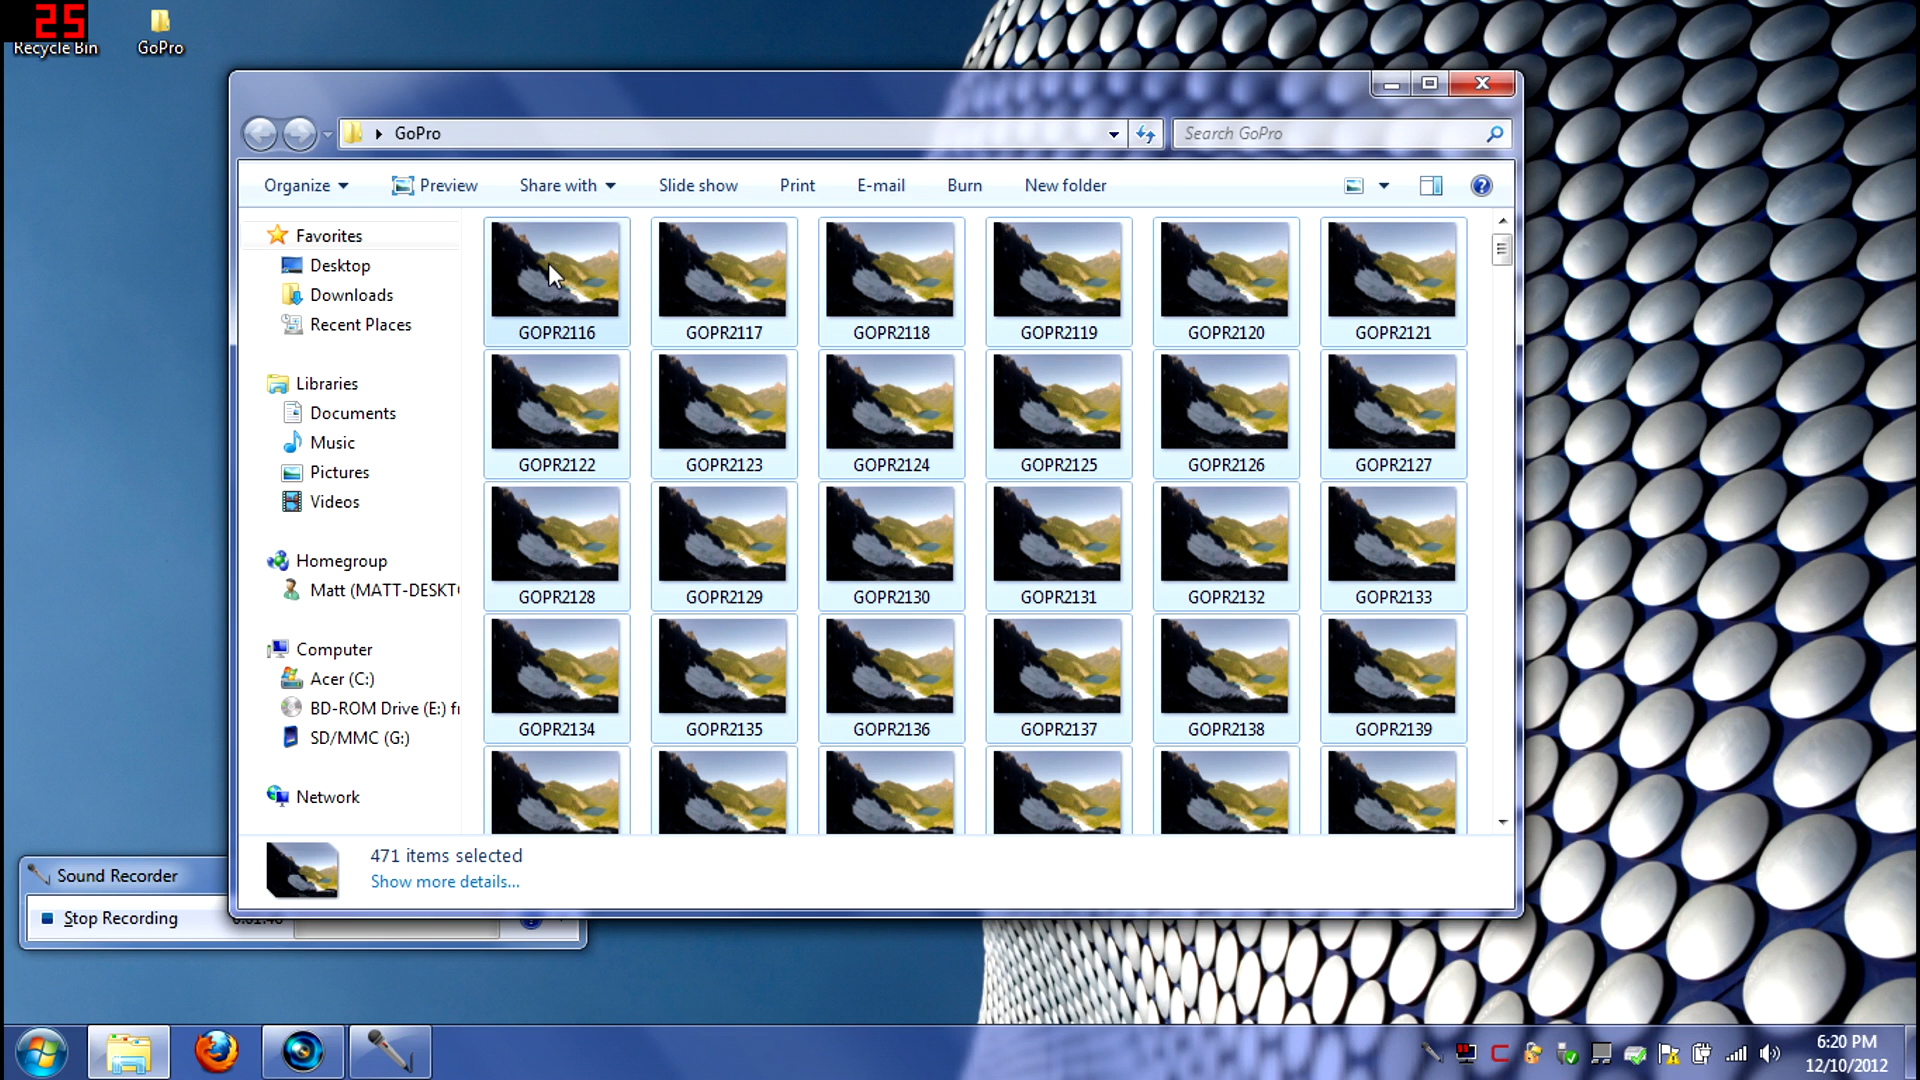 25
Recycle Bin
GoPro
GoPro
Search GoPro
Organize
Preview
Share with
Slide show
Print
E-mail
Burn
New folder
Favorites
Desktop
Downloads
Recent Places
Libraries
Documents
Music
Pictures
Videos
Homegroup
Matt (MATT-DESKT
Computer
Acer (C:)
BD-ROM Drive (E:) fr
SD/MMC (G:)
Network
GOPR2116 GOPR2117 GOPR2118 GOPR2119 GOPR2120 GOPR2121
GOPR2122 GOPR2123 GOPR2124 GOPR2125 GOPR2126 GOPR2127
GOPR2128 GOPR2129 GOPR2130 GOPR2131 GOPR2132 GOPR2133
GOPR2134 GOPR2135 GOPR2136 GOPR2137 GOPR2138 GOPR2139
471 items selected
Show more details...
Sound Recorder
Stop Recording
6:20 PM
12/10/2012